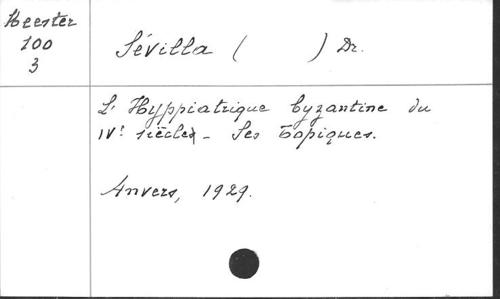 Heester
100
3
Sévilla ( ) Dr.
L'Hyppiatrique byzantine du
IVe siècle - Ses topiques.
Anvers, 1929.